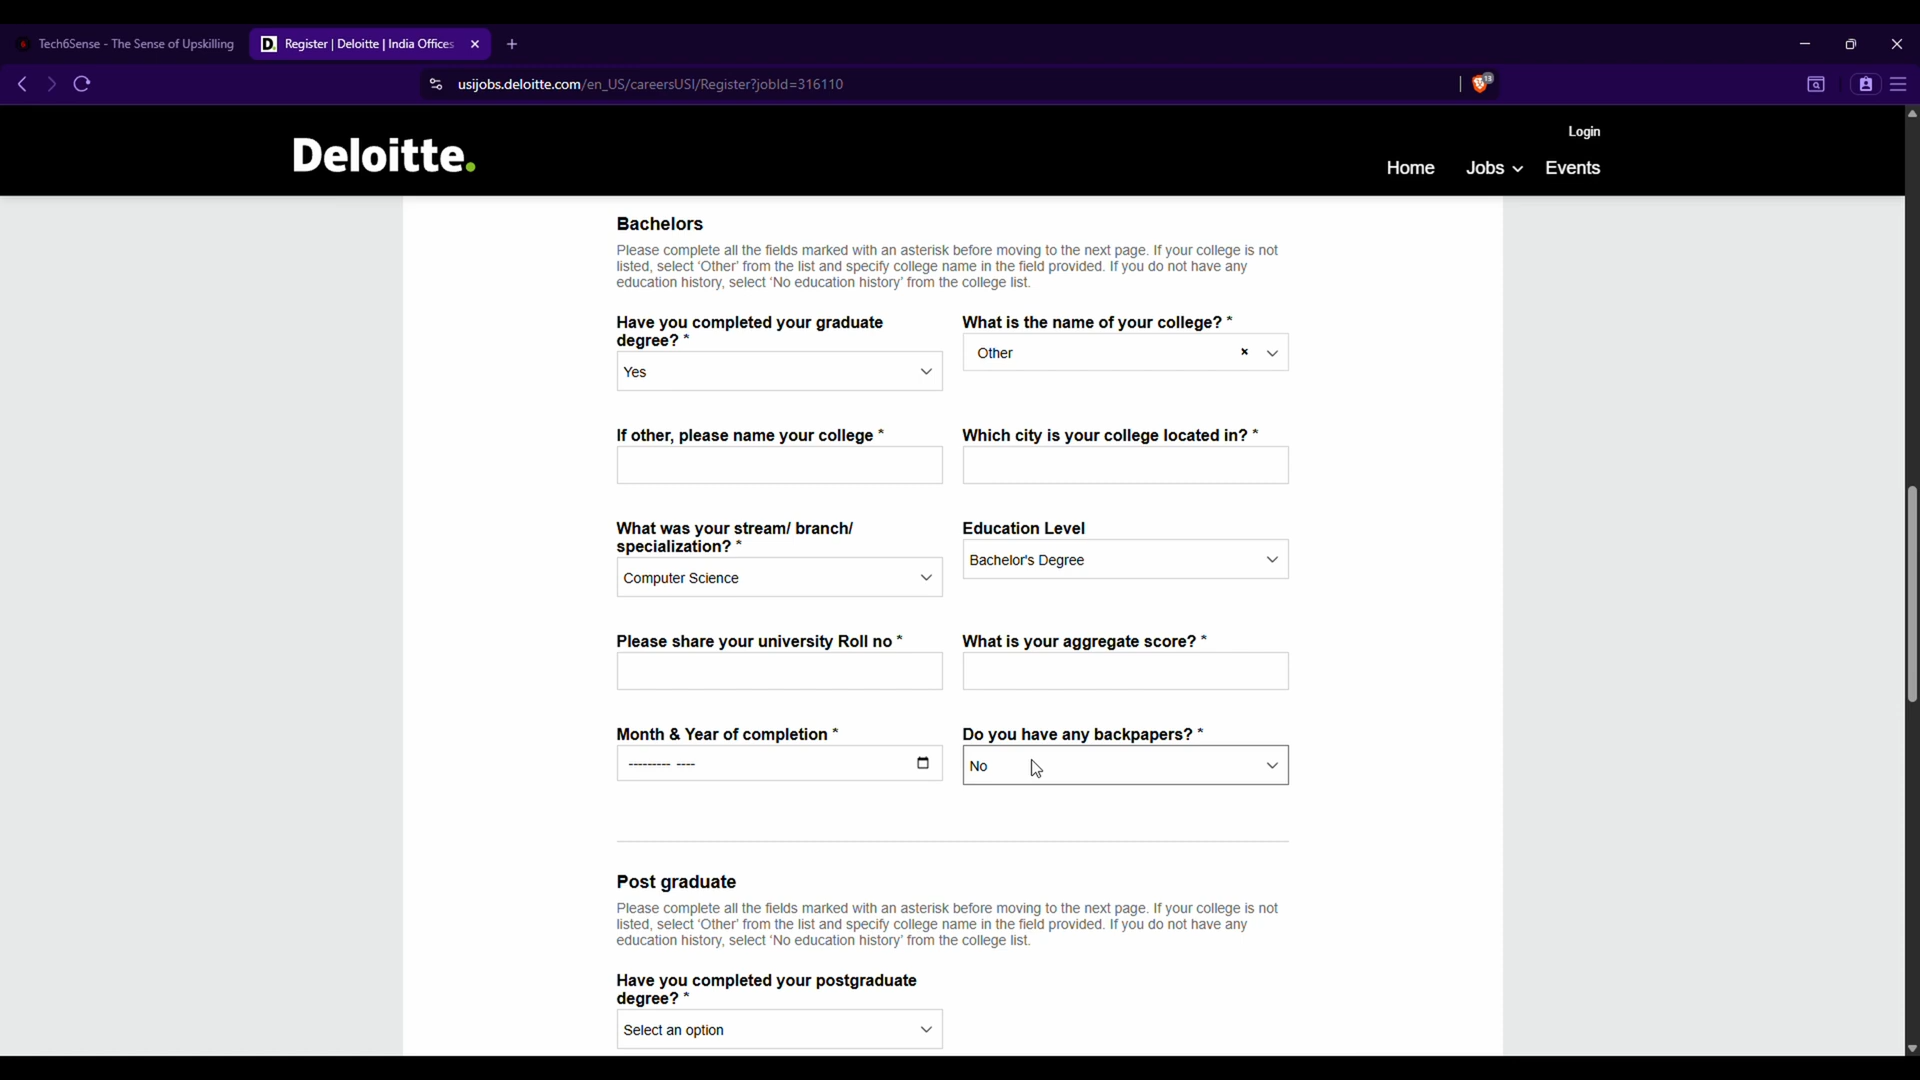 Tech6Sense - The Sense of Upskilling
Register | Deloitte | India Offices
usijobs.deloitte.com/en_US/careersUSI/Register?jobId=316110
13
Login
Deloitte.
Home Jobs Events
Bachelors
Please complete all the fields marked with an asterisk before moving to the next page. If your college is not
listed, select 'Other' from the list and specify college name in the field provided. If you do not have any
education history, select 'No education history' from the college list.
Have you completed your graduate
degree? *
Yes
What is the name of your college? *
Other
If other, please name your college *
Which city is your college located in? *
What was your stream/ branch/
specialization? *
Computer Science
Education Level
Bachelor's Degree
Please share your university Roll no *
What is your aggregate score? *
Month & Year of completion *
--------- ----
Do you have any backpapers? *
No
Post graduate
Please complete all the fields marked with an asterisk before moving to the next page. If your college is not
listed, select 'Other' from the list and specify college name in the field provided. If you do not have any
education history, select 'No education history' from the college list.
Have you completed your postgraduate
degree? *
Select an option